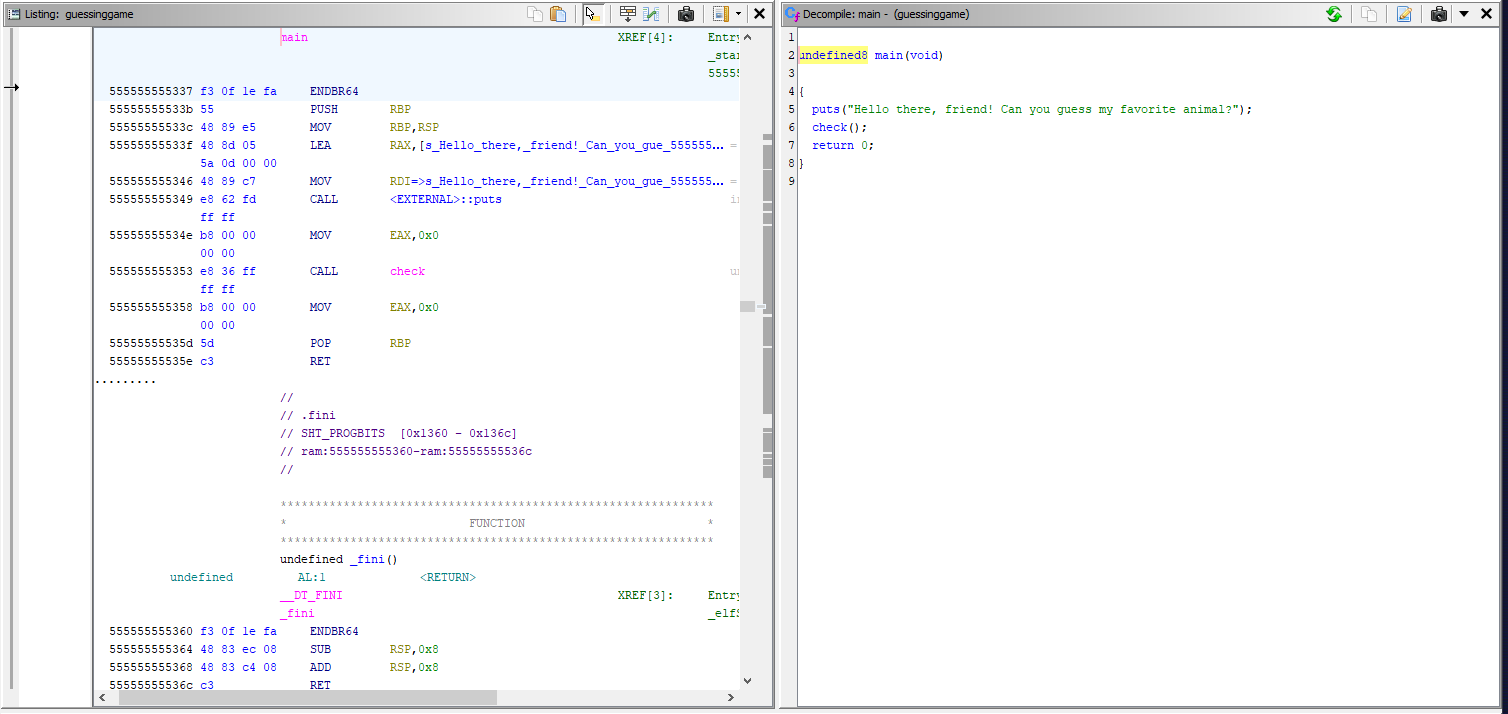 Listing: guessinggame
main XREF[4]: Entry
_star
55555
555555555337 f3 0f 1e fa ENDBR64
55555555533b 55 PUSH RBP
55555555533c 48 89 e5 MOV RBP,RSP
55555555533f 48 8d 05 LEA RAX,[s_Hello_there,_friend!_Can_you_gue_555555... =
5a 0d 00 00
555555555346 48 89 c7 MOV RDI=>s_Hello_there,_friend!_Can_you_gue_555555... =
555555555349 e8 62 fd CALL <EXTERNAL>::puts in
ff ff
55555555534e b8 00 00 MOV EAX,0x0
00 00
555555555353 e8 36 ff CALL check un
ff ff
555555555358 b8 00 00 MOV EAX,0x0
00 00
55555555535d 5d POP RBP
55555555535e c3 RET
.........
//
// .fini
// SHT_PROGBITS [0x1360 - 0x136c]
// ram:555555555360-ram:55555555536c
//
**************************************************************
* FUNCTION *
**************************************************************
undefined _fini()
undefined AL:1 <RETURN>
__DT_FINI XREF[3]: Entry
_fini _elfS
555555555360 f3 0f 1e fa ENDBR64
555555555364 48 83 ec 08 SUB RSP,0x8
555555555368 48 83 c4 08 ADD RSP,0x8
55555555536c c3 RET
Decompile: main - (guessinggame)
1
2 undefined8 main(void)
3
4 {
5 puts("Hello there, friend! Can you guess my favorite animal?");
6 check();
7 return 0;
8 }
9